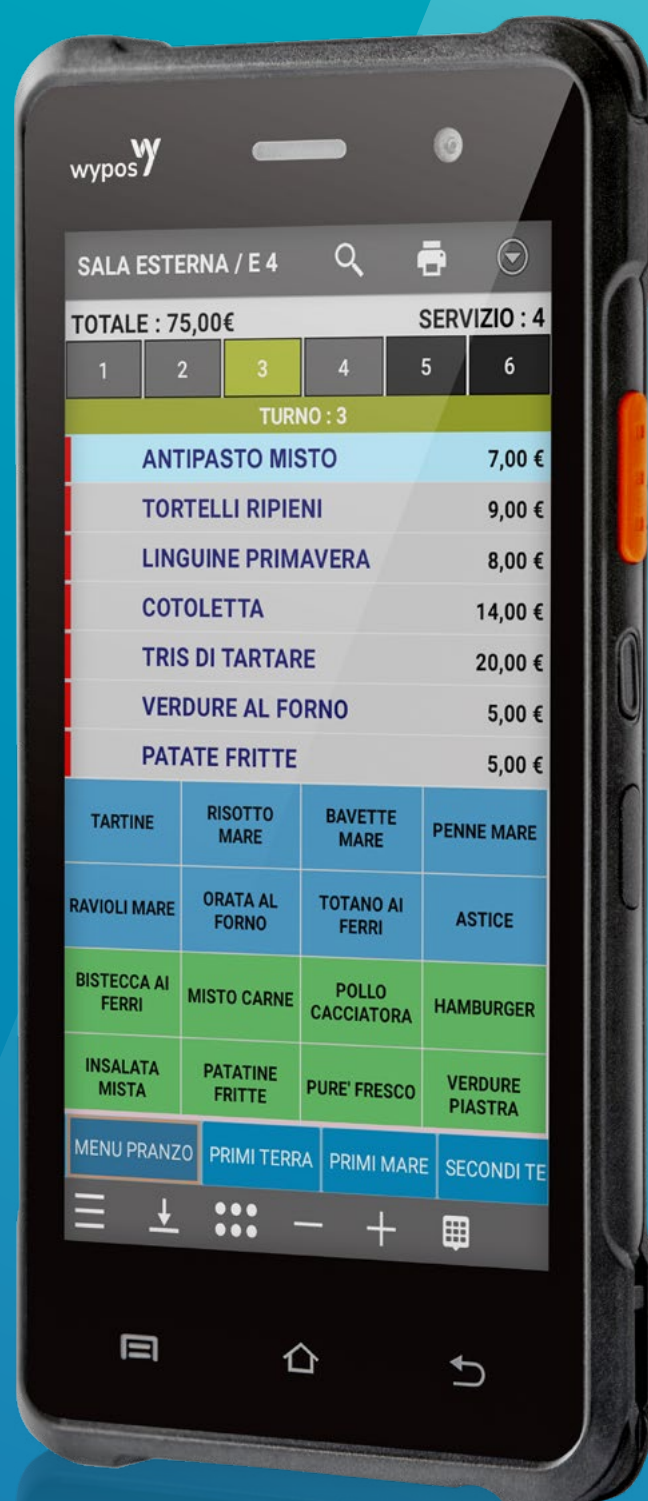 wypos
SALA ESTERNA / E 4
TOTALE : 75,00€ SERVIZIO : 4
1 2 3 4 5 6
TURNO : 3
ANTIPASTO MISTO 7,00 €
TORTELLI RIPIENI 9,00 €
LINGUINE PRIMAVERA 8,00 €
COTOLETTA 14,00 €
TRIS DI TARTARE 20,00 €
VERDURE AL FORNO 5,00 €
PATATE FRITTE 5,00 €
TARTINE
RISOTTO
MARE
BAVETTE
MARE
PENNE MARE
RAVIOLI MARE
ORATA AL
FORNO
TOTANO AI
FERRI
ASTICE
BISTECCA AI
FERRI
MISTO CARNE
POLLO
CACCIATORA
HAMBURGER
INSALATA
MISTA
PATATINE
FRITTE
PURE' FRESCO
VERDURE
PIASTRA
MENU PRANZO PRIMI TERRA PRIMI MARE SECONDI TE